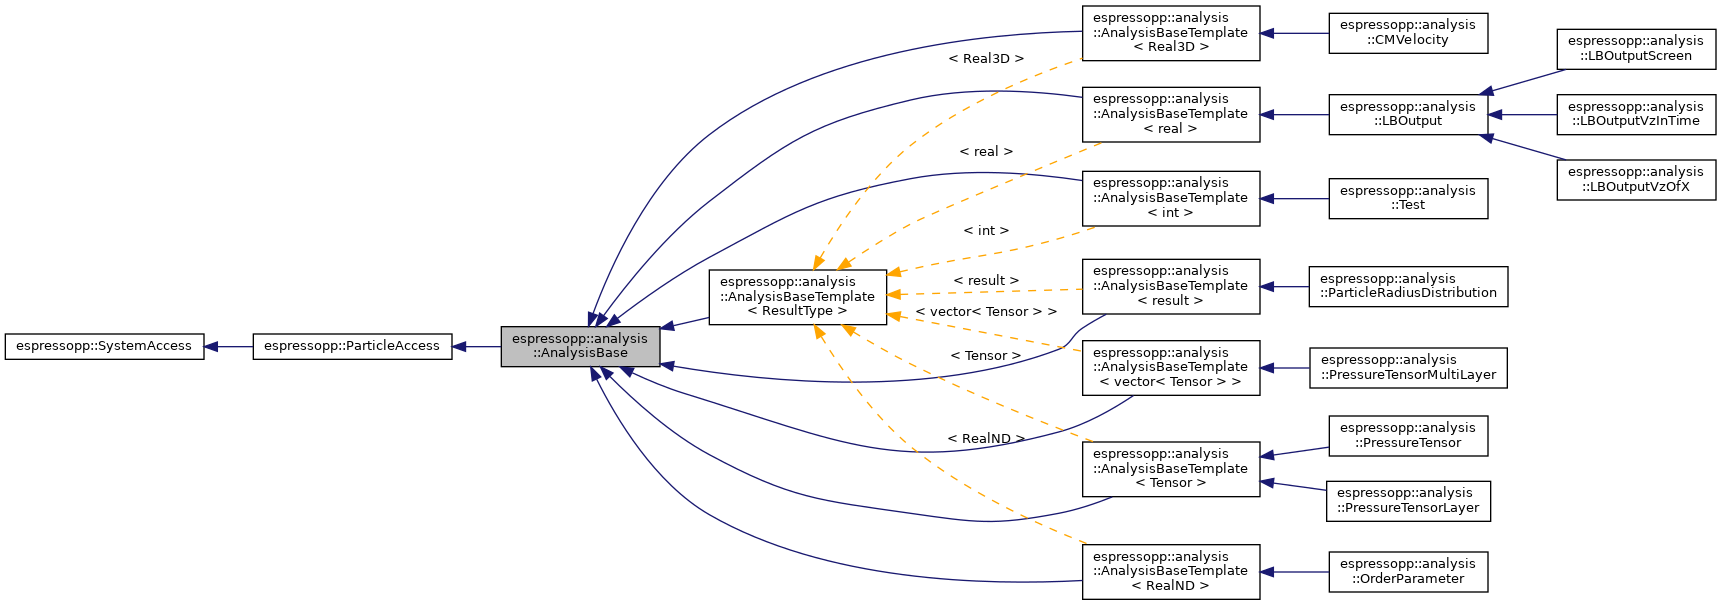 espressopp::SystemAccess
espressopp::ParticleAccess
espressopp::analysis
::AnalysisBase
espressopp::analysis
::AnalysisBaseTemplate
< ResultType >
< Real3D >
< real >
< int >
< result >
< vector< Tensor > >
< Tensor >
< RealND >
espressopp::analysis
::AnalysisBaseTemplate
< Real3D >
espressopp::analysis
::AnalysisBaseTemplate
< real >
espressopp::analysis
::AnalysisBaseTemplate
< int >
espressopp::analysis
::AnalysisBaseTemplate
< result >
espressopp::analysis
::AnalysisBaseTemplate
< vector< Tensor > >
espressopp::analysis
::AnalysisBaseTemplate
< Tensor >
espressopp::analysis
::AnalysisBaseTemplate
< RealND >
espressopp::analysis
::CMVelocity
espressopp::analysis
::LBOutput
espressopp::analysis
::Test
espressopp::analysis
::ParticleRadiusDistribution
espressopp::analysis
::PressureTensorMultiLayer
espressopp::analysis
::PressureTensor
espressopp::analysis
::PressureTensorLayer
espressopp::analysis
::OrderParameter
espressopp::analysis
::LBOutputScreen
espressopp::analysis
::LBOutputVzInTime
espressopp::analysis
::LBOutputVzOfX